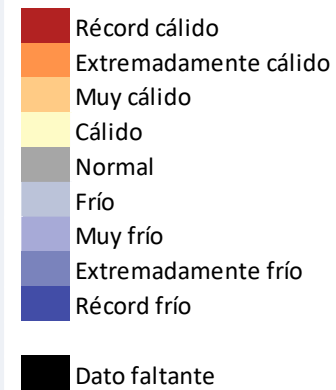 Récord cálido
Extremadamente cálido
Muy cálido
Cálido
Normal
Frío
Muy frío
Extremadamente frío
Récord frío
Dato faltante